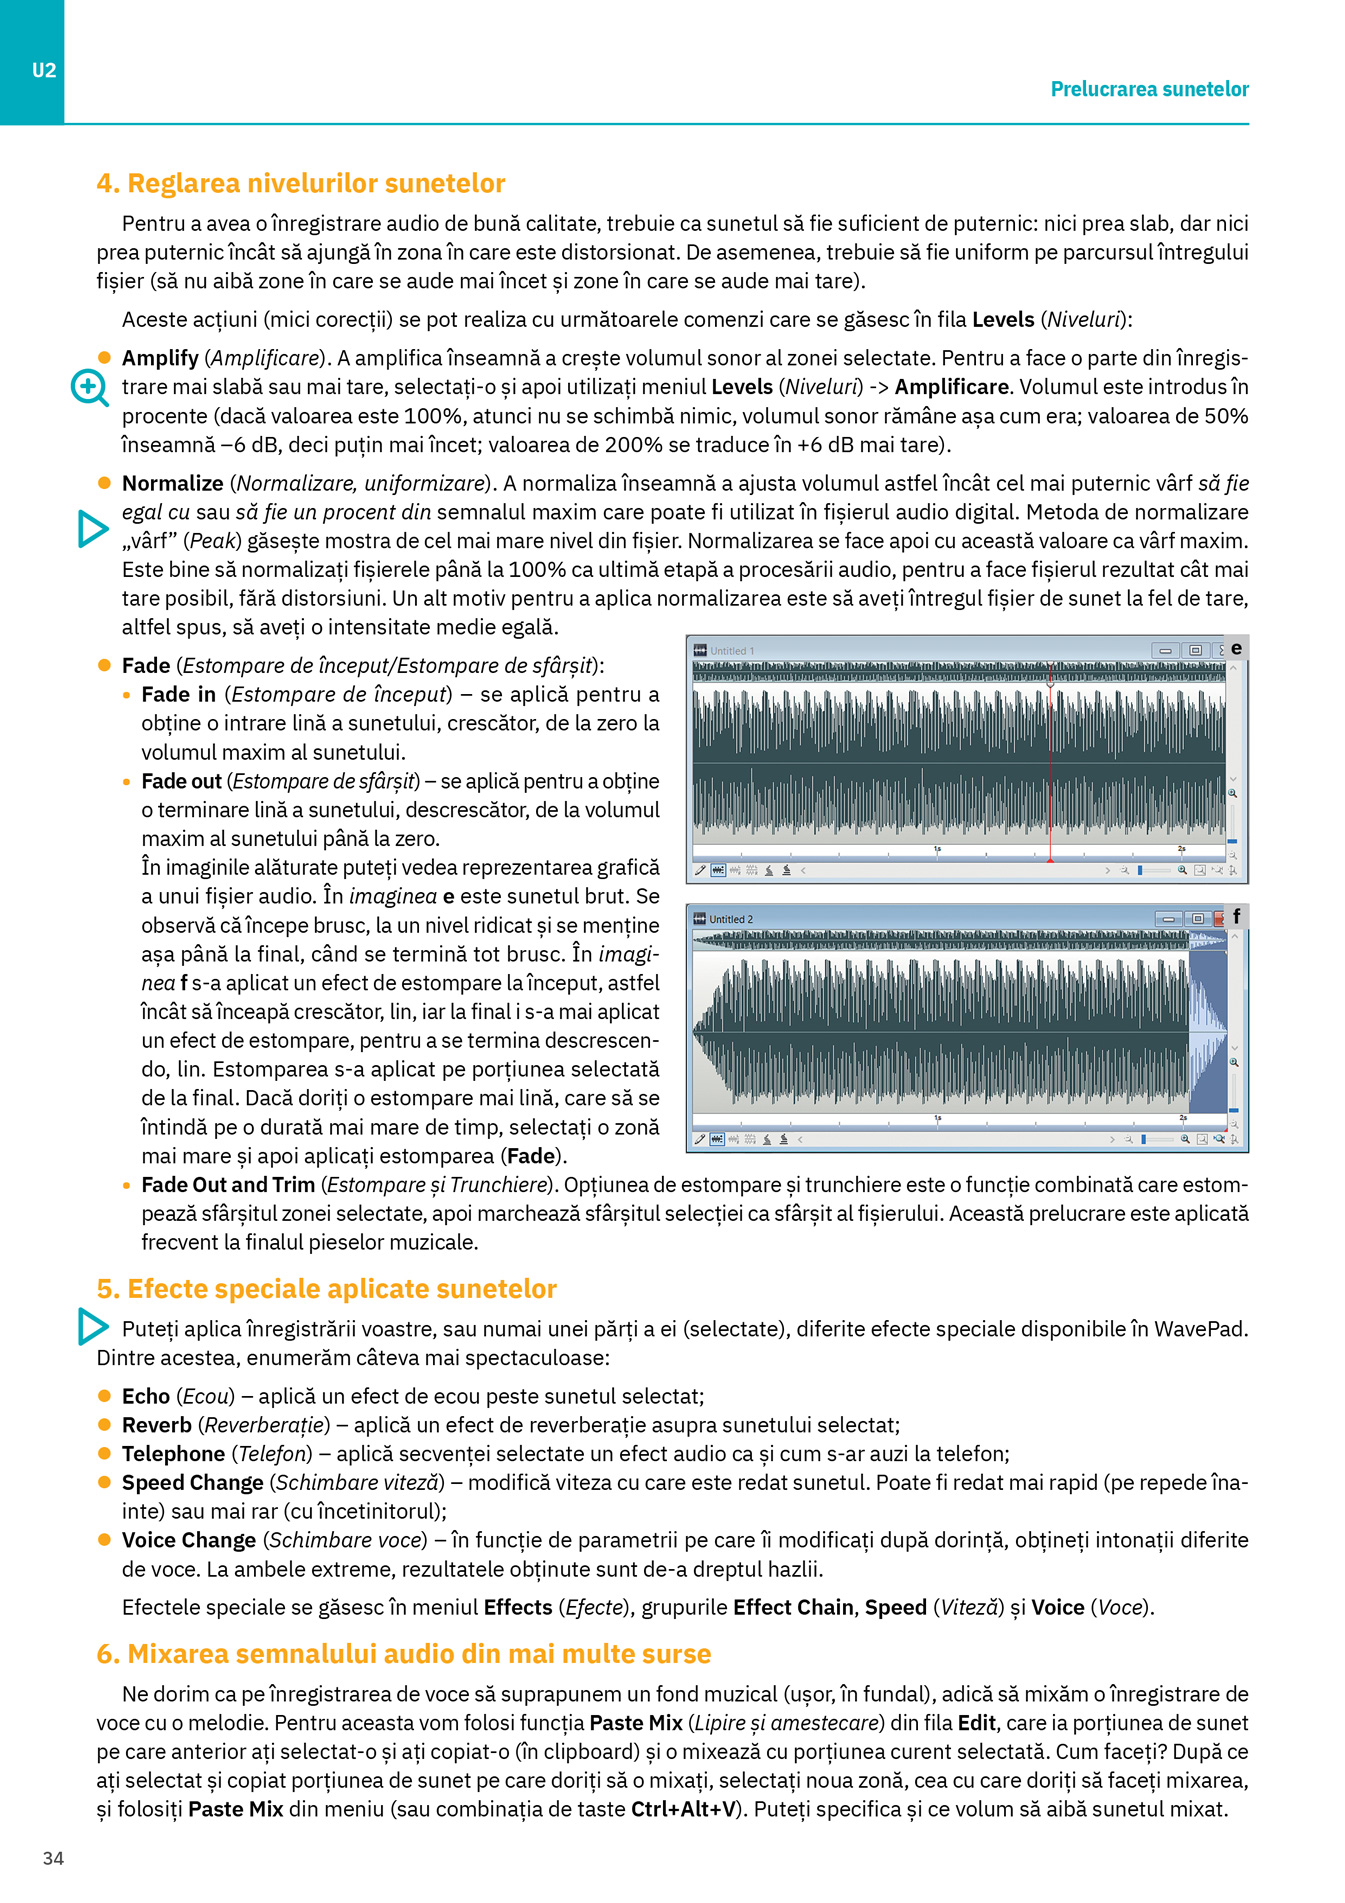 U2
Prelucrarea sunetelor
4. Reglarea nivelurilor sunetelor
Pentru a avea o înregistrare audio de bună calitate, trebuie ca sunetul să fie suficient de puternic: nici prea slab, dar nici
prea puternic încât să ajungă în zona în care este distorsionat. De asemenea, trebuie să fie uniform pe parcursul întregului
fișier (să nu aibă zone în care se aude mai încet și zone în care se aude mai tare).
Aceste acțiuni (mici corecții) se pot realiza cu următoarele comenzi care se găsesc în fila Levels (Niveluri):
Amplify (Amplificare). A amplifica înseamnă a crește volumul sonor al zonei selectate. Pentru a face o parte din înregis-
trare mai slabă sau mai tare, selectați-o și apoi utilizați meniul Levels (Niveluri) -> Amplificare. Volumul este introdus în
procente (dacă valoarea este 100%, atunci nu se schimbă nimic, volumul sonor rămâne așa cum era; valoarea de 50%
înseamnă –6 dB, deci puțin mai încet; valoarea de 200% se traduce în +6 dB mai tare).
Normalize (Normalizare, uniformizare). A normaliza înseamnă a ajusta volumul astfel încât cel mai puternic vârf să fie
egal cu sau să fie un procent din semnalul maxim care poate fi utilizat în fișierul audio digital. Metoda de normalizare
„vârf” (Peak) găsește mostra de cel mai mare nivel din fișier. Normalizarea se face apoi cu această valoare ca vârf maxim.
Este bine să normalizați fișierele până la 100% ca ultimă etapă a procesării audio, pentru a face fișierul rezultat cât mai
tare posibil, fără distorsiuni. Un alt motiv pentru a aplica normalizarea este să aveți întregul fișier de sunet la fel de tare,
altfel spus, să aveți o intensitate medie egală.
Fade (Estompare de început/Estompare de sfârșit):
Fade in (Estompare de început) – se aplică pentru a
obține o intrare lină a sunetului, crescător, de la zero la
volumul maxim al sunetului.
Fade out (Estompare de sfârșit) – se aplică pentru a obține
o terminare lină a sunetului, descrescător, de la volumul
maxim al sunetului până la zero.
În imaginile alăturate puteți vedea reprezentarea grafică
a unui fișier audio. În imaginea e este sunetul brut. Se
observă că începe brusc, la un nivel ridicat și se menține
așa până la final, când se termină tot brusc. În imagi-
nea f s-a aplicat un efect de estompare la început, astfel
încât să înceapă crescător, lin, iar la final i s-a mai aplicat
un efect de estompare, pentru a se termina descrescen-
do, lin. Estomparea s-a aplicat pe porțiunea selectată
de la final. Dacă doriți o estompare mai lină, care să se
întindă pe o durată mai mare de timp, selectați o zonă
mai mare și apoi aplicați estomparea (Fade).
Untitled 1
e
1s
2s
Untitled 2
f
1s
2s
Fade Out and Trim (Estompare și Trunchiere). Opțiunea de estompare și trunchiere este o funcție combinată care estom-
pează sfârșitul zonei selectate, apoi marchează sfârșitul selecției ca sfârșit al fișierului. Această prelucrare este aplicată
frecvent la finalul pieselor muzicale.
5. Efecte speciale aplicate sunetelor
Puteți aplica înregistrării voastre, sau numai unei părți a ei (selectate), diferite efecte speciale disponibile în WavePad.
Dintre acestea, enumerăm câteva mai spectaculoase:
Echo (Ecou) – aplică un efect de ecou peste sunetul selectat;
Reverb (Reverberație) – aplică un efect de reverberație asupra sunetului selectat;
Telephone (Telefon) – aplică secvenței selectate un efect audio ca și cum s-ar auzi la telefon;
Speed Change (Schimbare viteză) – modifică viteza cu care este redat sunetul. Poate fi redat mai rapid (pe repede îna-
inte) sau mai rar (cu încetinitorul);
Voice Change (Schimbare voce) – în funcție de parametrii pe care îi modificați după dorință, obțineți intonații diferite
de voce. La ambele extreme, rezultatele obținute sunt de-a dreptul hazlii.
Efectele speciale se găsesc în meniul Effects (Efecte), grupurile Effect Chain, Speed (Viteză) și Voice (Voce).
6. Mixarea semnalului audio din mai multe surse
Ne dorim ca pe înregistrarea de voce să suprapunem un fond muzical (ușor, în fundal), adică să mixăm o înregistrare de
voce cu o melodie. Pentru aceasta vom folosi funcția Paste Mix (Lipire și amestecare) din fila Edit, care ia porțiunea de sunet
pe care anterior ați selectat-o și ați copiat-o (în clipboard) și o mixează cu porțiunea curent selectată. Cum faceți? După ce
ați selectat și copiat porțiunea de sunet pe care doriți să o mixați, selectați noua zonă, cea cu care doriți să faceți mixarea,
și folosiți Paste Mix din meniu (sau combinația de taste Ctrl+Alt+V). Puteți specifica și ce volum să aibă sunetul mixat.
34